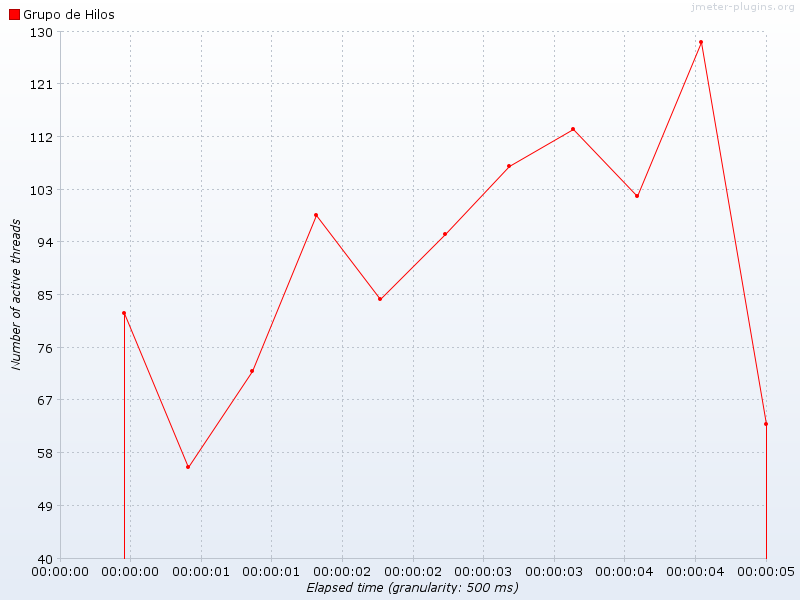 jmeter-plugins.org
Grupo de Hilos
130
121
112
103
94
85
76
67
58
49
40
Number of active threads
00:00:00 00:00:00 00:00:01 00:00:01 00:00:02 00:00:02 00:00:03 00:00:03 00:00:04 00:00:04 00:00:05
Elapsed time (granularity: 500 ms)